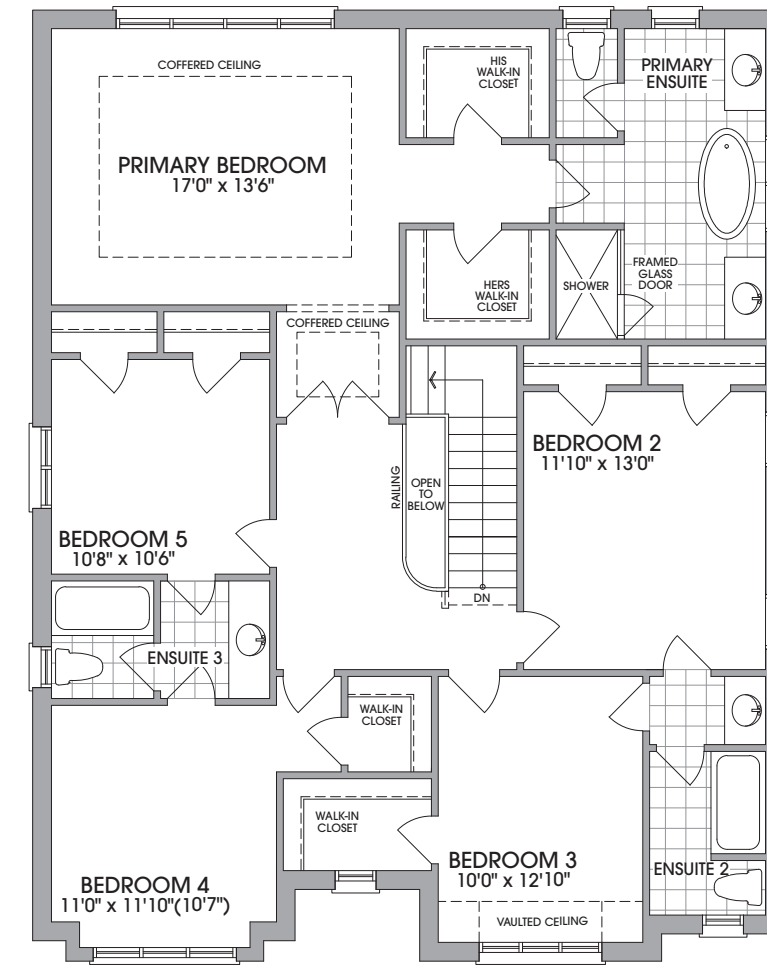 COFFERED CEILING
PRIMARY BEDROOM
17'0" x 13'6"
HIS
WALK-IN
CLOSET
PRIMARY
ENSUITE
HERS
WALK-IN
CLOSET
SHOWER
FRAMED
GLASS
DOOR
COFFERED CEILING
BEDROOM 2
11'10" x 13'0"
RAILING
OPEN
TO
BELOW
DN
BEDROOM 5
10'8" x 10'6"
ENSUITE 3
WALK-IN
CLOSET
WALK-IN
CLOSET
BEDROOM 3
10'0" x 12'10"
VAULTED CEILING
ENSUITE 2
BEDROOM 4
11'0" x 11'10"(10'7")